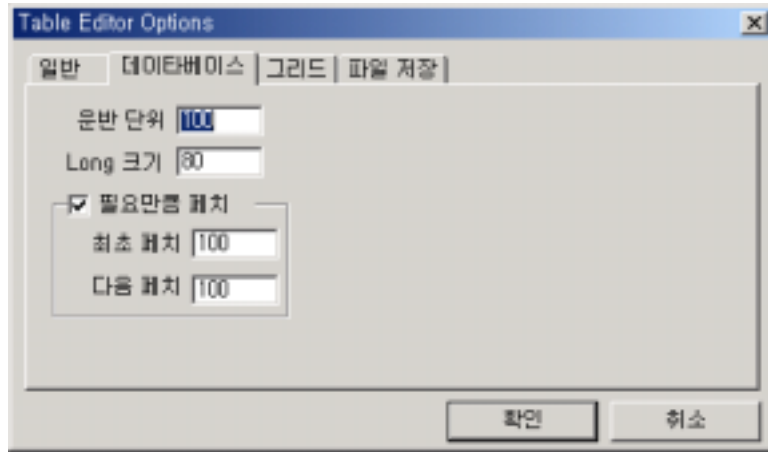 Table Editor Options
일반 데이타베이스 그리드 파일 저장
운반 단위 100
Long 크기 80
필요만큼 페치
최초 페치 100
다음 페치 100
확인 취소